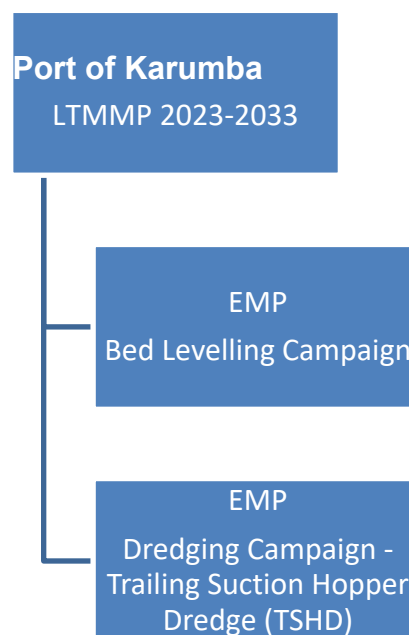 Port of Karumba
LTMMP 2023-2033
EMP
Bed Levelling Campaign
EMP
Dredging Campaign -
Trailing Suction Hopper
Dredge (TSHD)